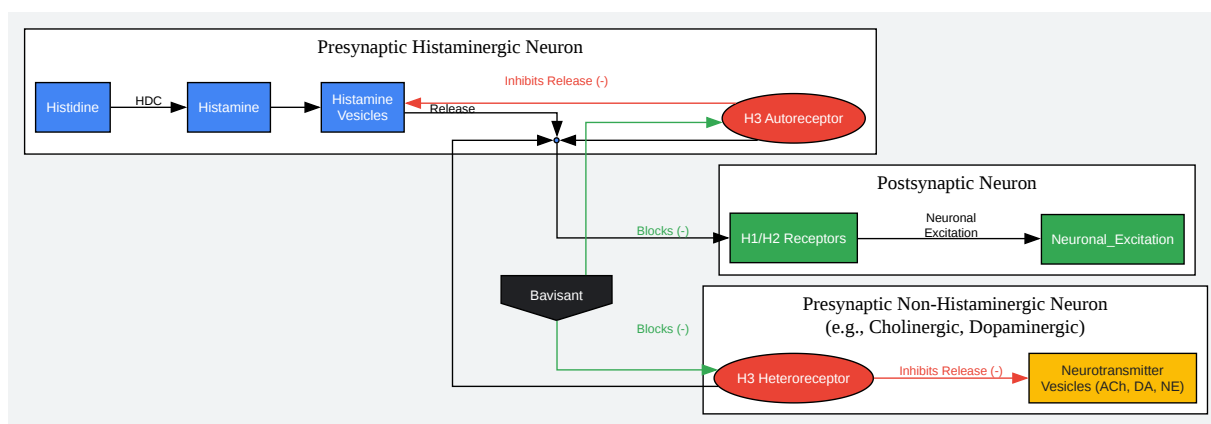 Presynaptic Histaminergic Neuron
Inhibits Release (-)
Histidine
HDC
Histamine
Histamine
Vesicles
Release
H3 Autoreceptor
Postsynaptic Neuron
Blocks (-)
H1/H2 Receptors
Neuronal
Excitation
Neuronal_Excitation
Bavisant
Presynaptic Non-Histaminergic Neuron
(e.g., Cholinergic, Dopaminergic)
Blocks (-)
H3 Heteroreceptor
Inhibits Release (-)
Neurotransmitter
Vesicles (ACh, DA, NE)